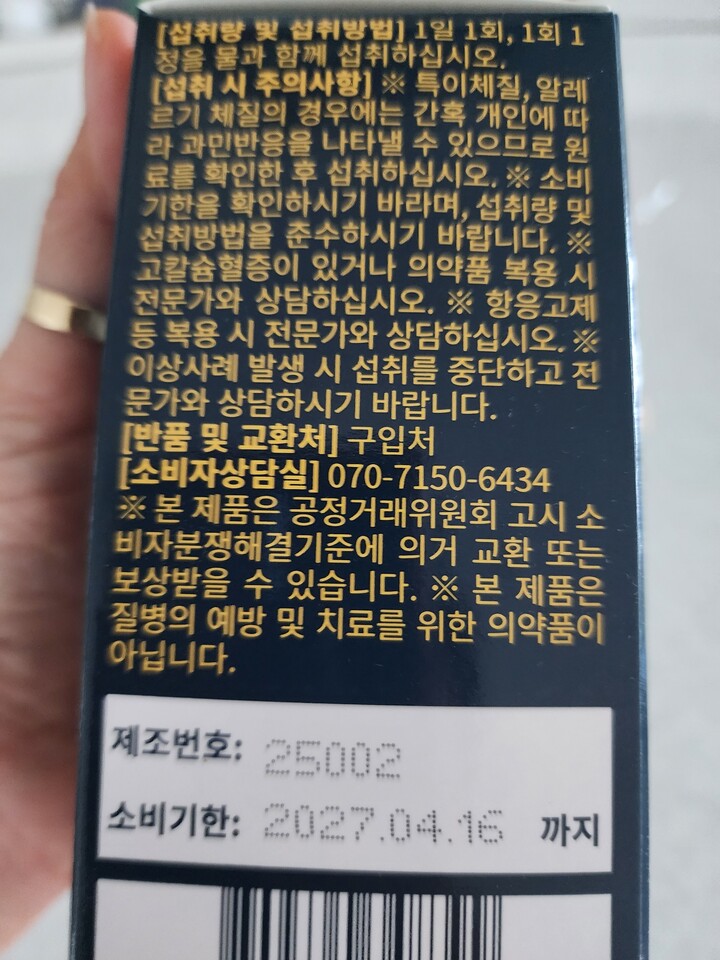 [섭취량 및 섭취방법] 1일 1회, 1회 1
정을 물과 함께 섭취하십시오.
[섭취 시 주의사항] ※ 특이체질, 알레
르기 체질의 경우에는 간혹 개인에 따
라 과민반응을 나타낼 수 있으므로 원
료를 확인한 후 섭취하십시오. ※ 소비
기한을 확인하시기 바라며, 섭취량 및
섭취방법을 준수하시기 바랍니다. ※
고칼슘혈증이 있거나 의약품 복용 시
전문가와 상담하십시오. ※ 항응고제
등 복용 시 전문가와 상담하십시오. ※
이상사례 발생 시 섭취를 중단하고 전
문가와 상담하시기 바랍니다.
[반품 및 교환처] 구입처
[소비자상담실] 070-7150-6434
※ 본 제품은 공정거래위원회 고시 소
비자분쟁해결기준에 의거 교환 또는
보상받을 수 있습니다. ※ 본 제품은
질병의 예방 및 치료를 위한 의약품이
아닙니다.
제조번호: 25002
소비기한: 2027.04.16 까지